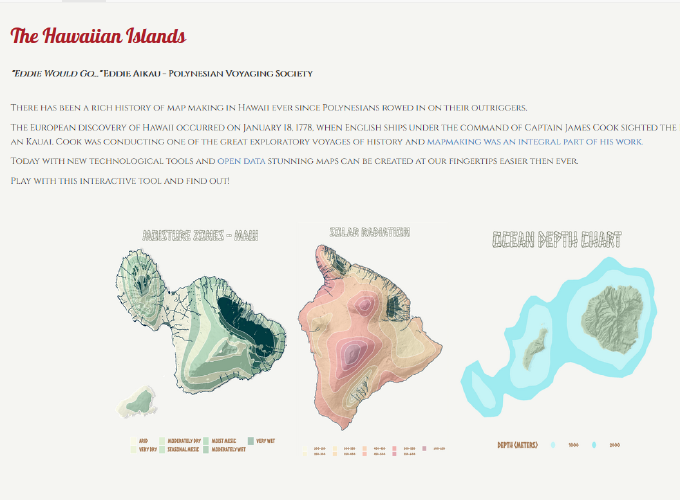 The Hawaiian Islands
"Eddie Would Go..." Eddie Aikau - Polynesian Voyaging Society
There has been a rich history of map making in Hawaii ever since Polynesians rowed in on their outriggers.
The European discovery of Hawaii occurred on January 18, 1778, when English ships under the command of Captain James Cook sighted the
an Kauai. Cook was conducting one of the great exploratory voyages of history and mapmaking was an integral part of his work.
Today with new technological tools and open data stunning maps can be created at our fingertips easier then ever.
Play with this interactive tool and find out!
MOISTURE ZONES - MAUI
SOLAR RADIATION
OCEAN DEPTH CHART
ARID MODERATELY DRY MOIST MESIC VERY WET
VERY DRY SEASONAL MESIC MODERATELY WET
DEPTH (METERS) 1000 2000